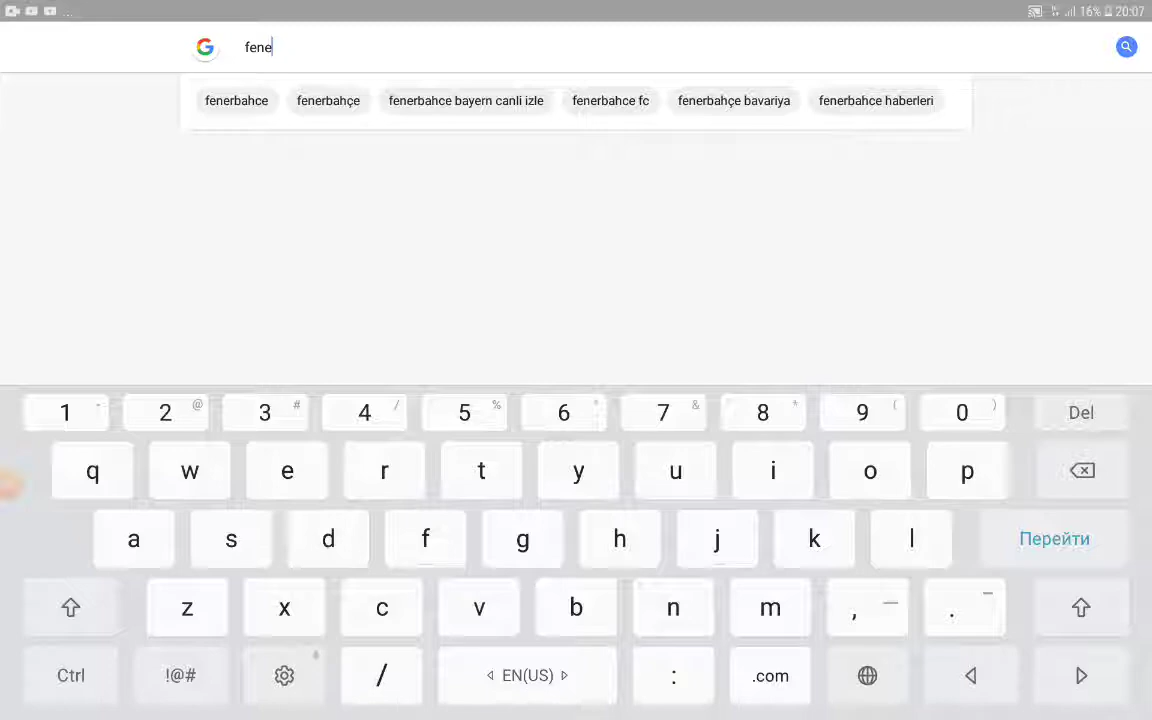 ... 16% 20:07
G fene
fenerbahce fenerbahçe fenerbahce bayern canli izle fenerbahce fc fenerbahçe bavariya fenerbahce haberleri
1 - 2 @ 3 # 4 / 5 % 6 7 & 8 * 9 ( 0 ) Del
q w e r t y u i o p
a s d f g h j k l Перейти
z x c v b n m , — . -
Ctrl !@# / EN(US) : .com